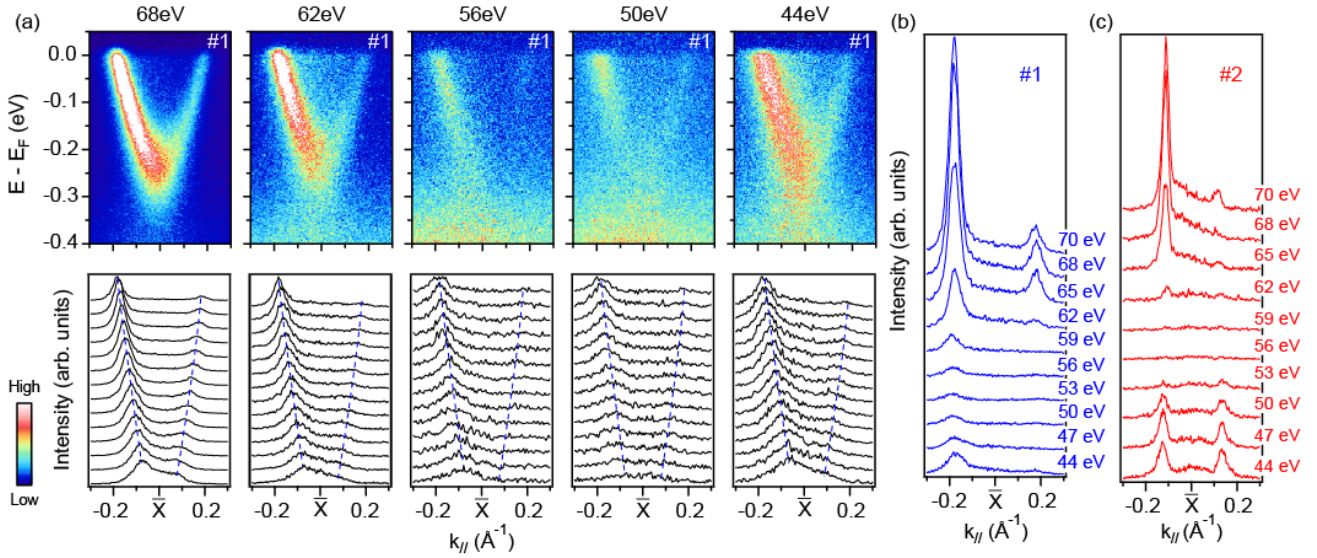 (a)
68eV
62eV
56eV
50eV
44eV
#1
#1
#1
#1
#1
E - E_F (eV)
0.0
-0.1
-0.2
-0.3
-0.4
High
Low
Intensity (arb. units)
-0.2 X̅ 0.2
-0.2 X̅ 0.2
-0.2 X̅ 0.2
-0.2 X̅ 0.2
-0.2 X̅ 0.2
k_// (Å⁻¹)
(b)
#1
Intensity (arb. units)
70 eV
68 eV
65 eV
62 eV
59 eV
56 eV
53 eV
50 eV
47 eV
44 eV
-0.2 X̅ 0.2
k_// (Å⁻¹)
(c)
#2
70 eV
68 eV
65 eV
62 eV
59 eV
56 eV
53 eV
50 eV
47 eV
44 eV
-0.2 X̅ 0.2
k_// (Å⁻¹)